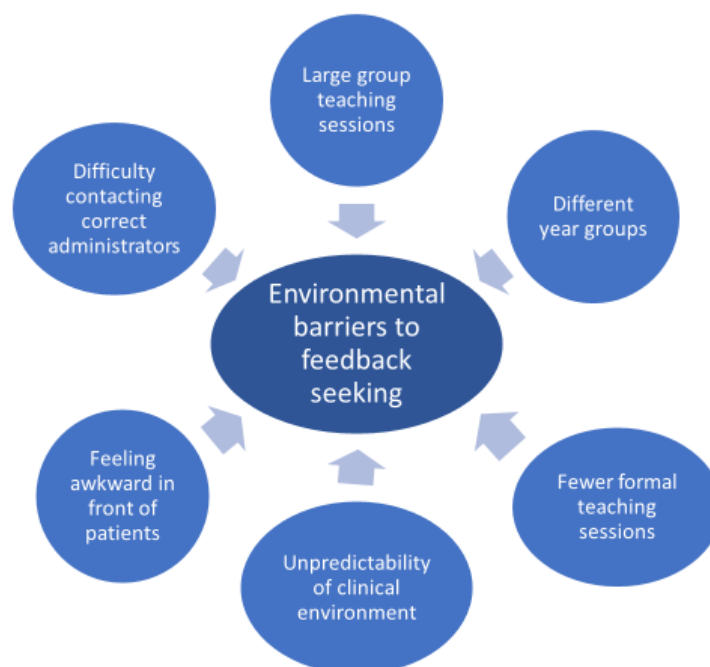 Large group
teaching
sessions
Different
year groups
Fewer formal
teaching
sessions
Unpredictability
of clinical
environment
Feeling
awkward in
front of
patients
Difficulty
contacting
correct
administrators
Environmental
barriers to
feedback
seeking